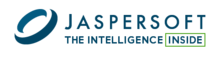 JASPERSOFT
THE INTELLIGENCE INSIDE